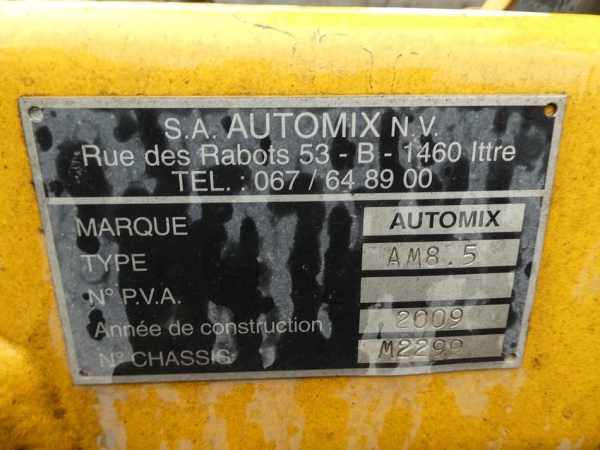 S.A. AUTOMIX N.V.
Rue des Rabots 53 - B - 1460 Ittre
TEL. : 067 / 64 89 00
MARQUE AUTOMIX
TYPE AM8.5
N° P.V.A.
Année de construction 2009
N° CHASSIS M2299